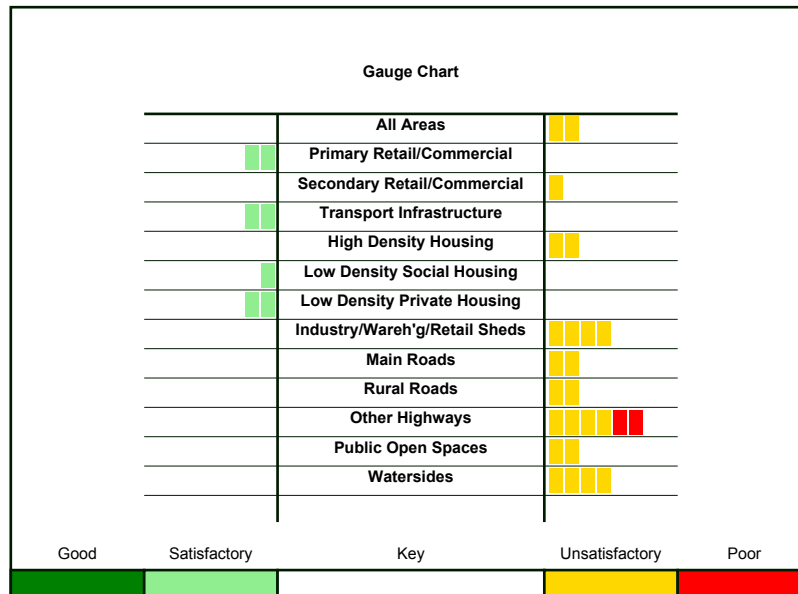 Gauge Chart
All Areas
Primary Retail/Commercial
Secondary Retail/Commercial
Transport Infrastructure
High Density Housing
Low Density Social Housing
Low Density Private Housing
Industry/Wareh'g/Retail Sheds
Main Roads
Rural Roads
Other Highways
Public Open Spaces
Watersides
Good Satisfactory Key Unsatisfactory Poor